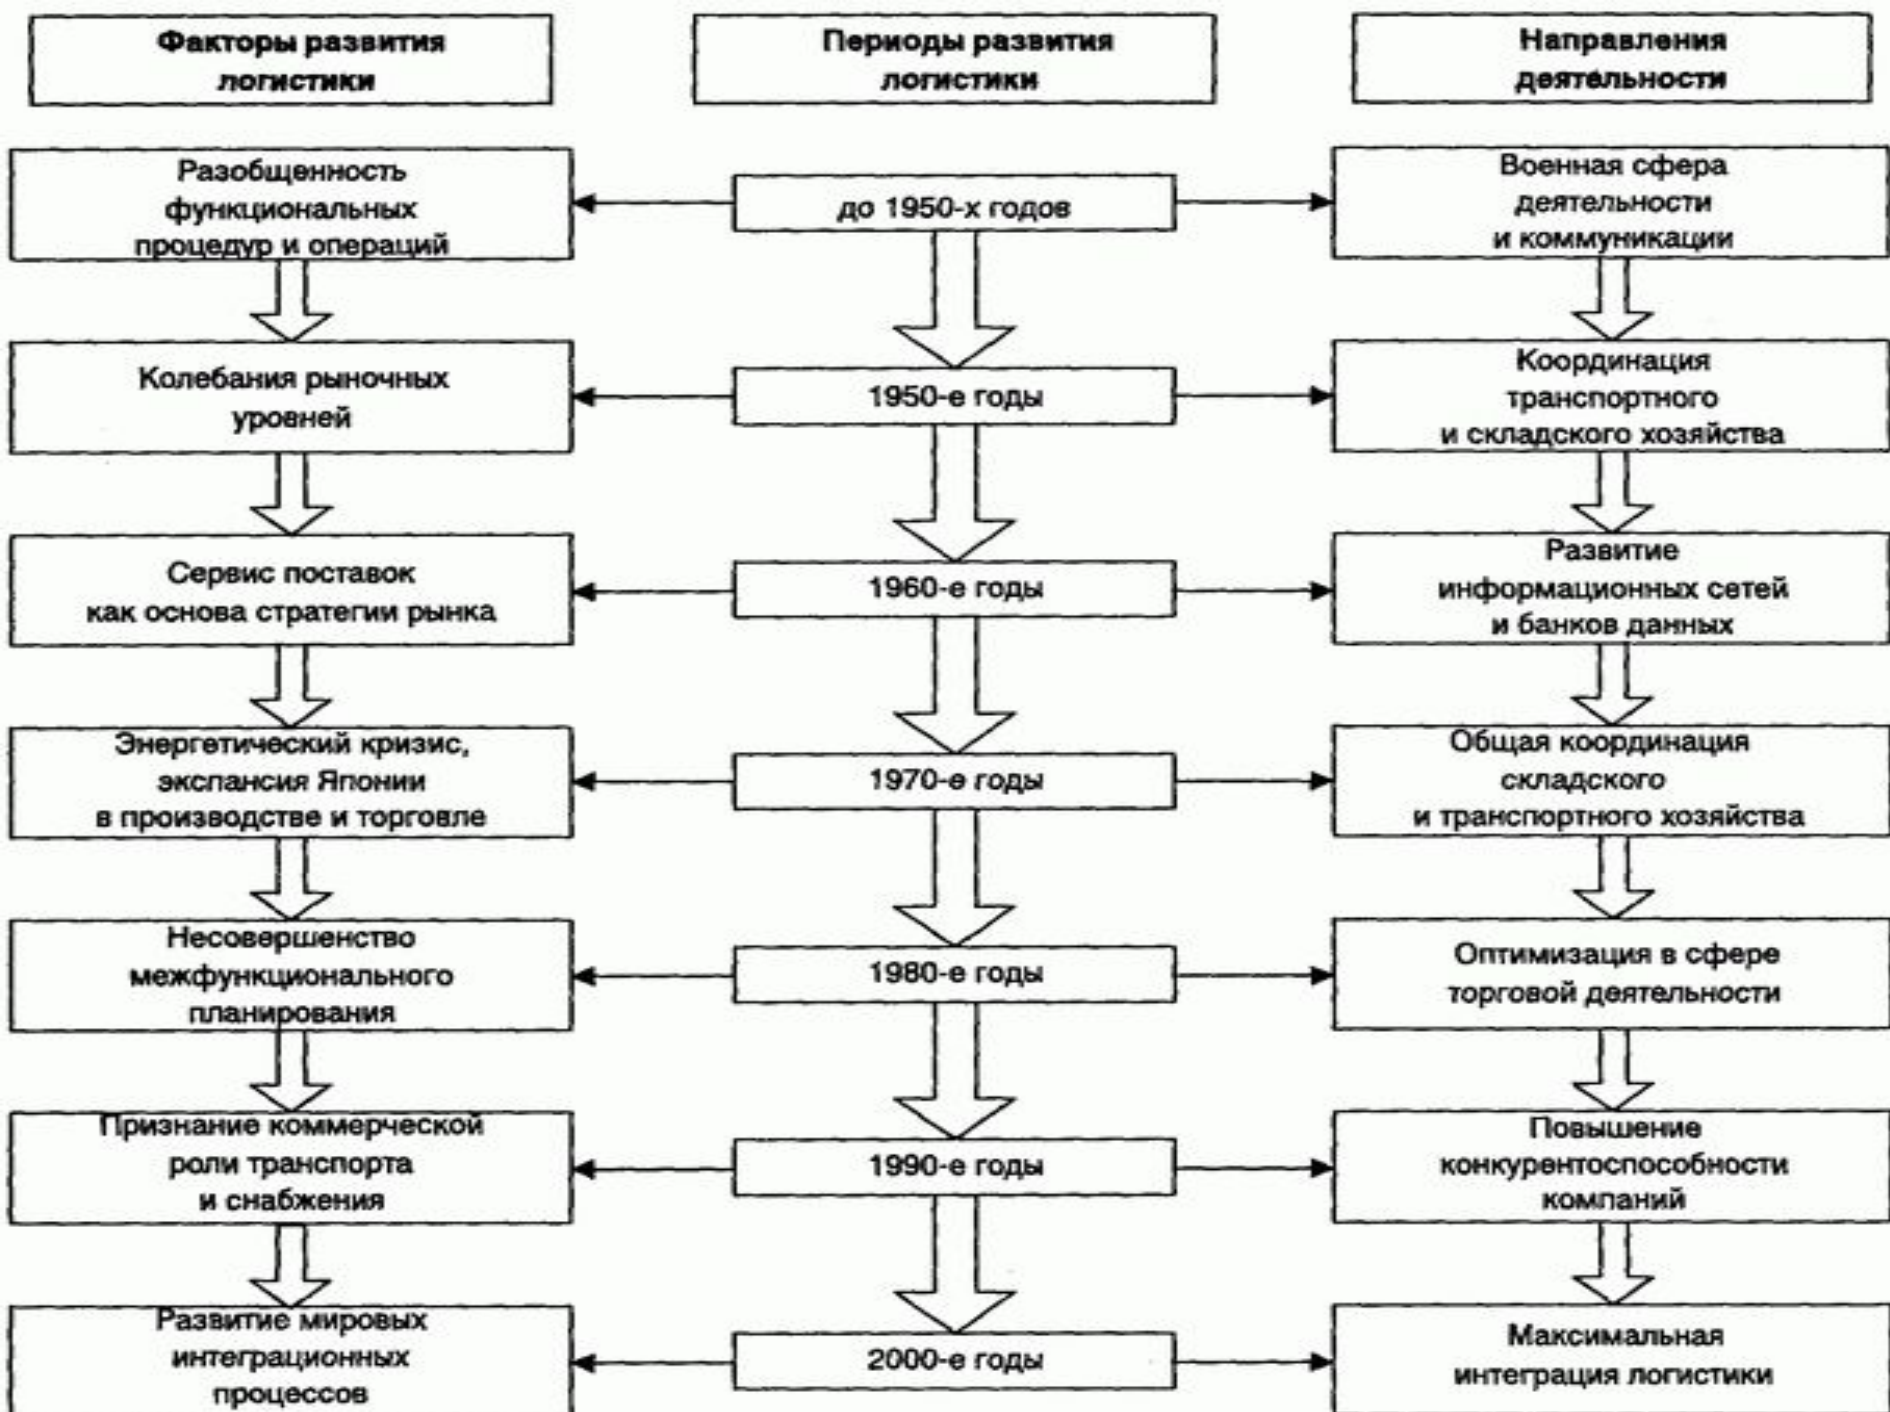 Факторы развития
логистики
Периоды развития
логистики
Направления
деятельности
Разобщенность
функциональных
процедур и операций
до 1950-х годов
Военная сфера
деятельности
и коммуникации
Колебания рыночных
уровней
1950-е годы
Координация
транспортного
и складского хозяйства
Сервис поставок
как основа стратегии рынка
1960-е годы
Развитие
информационных сетей
и банков данных
Энергетический кризис,
экспансия Японии
в производстве и торговле
1970-е годы
Общая координация
складского
и транспортного хозяйства
Несовершенство
межфункционального
планирования
1980-е годы
Оптимизация в сфере
торговой деятельности
Признание коммерческой
роли транспорта
и снабжения
1990-е годы
Повышение
конкурентоспособности
компаний
Развитие мировых
интеграционных
процессов
2000-е годы
Максимальная
интеграция логистики